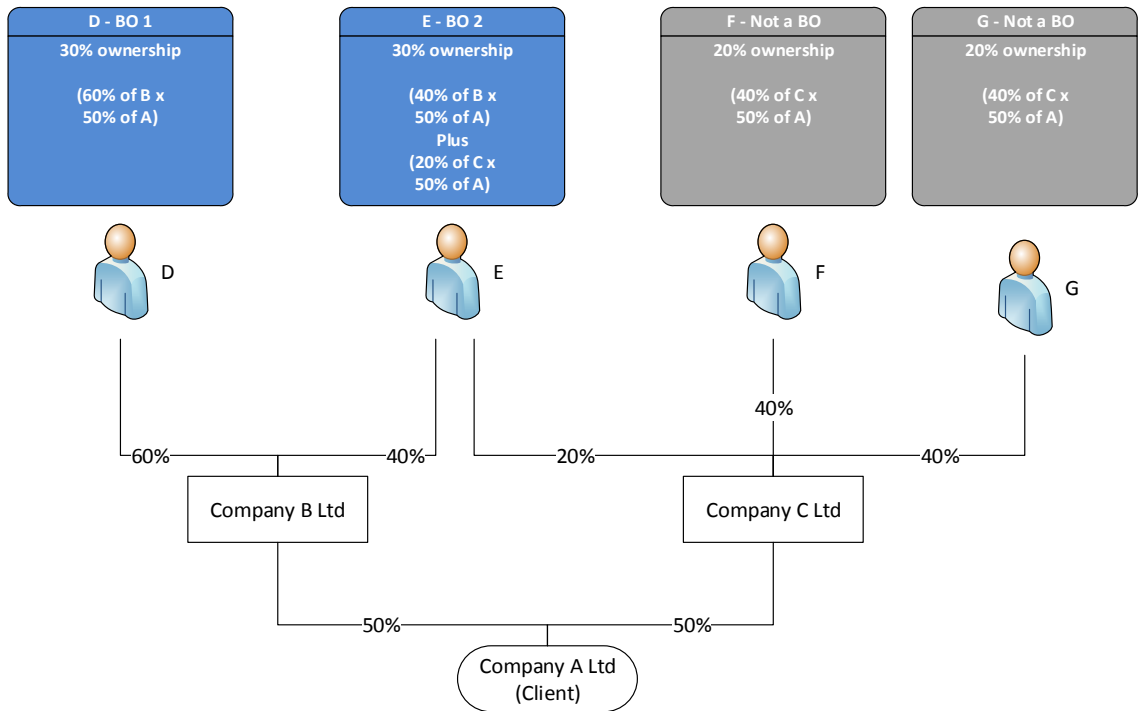 D - BO 1
30% ownership
(60% of B x
50% of A)
E - BO 2
30% ownership
(40% of B x
50% of A)
Plus
(20% of C x
50% of A)
F - Not a BO
20% ownership
(40% of C x
50% of A)
G - Not a BO
20% ownership
(40% of C x
50% of A)
D
E
F
G
40%
60%
40%
20%
40%
Company B Ltd
Company C Ltd
50%
50%
Company A Ltd
(Client)